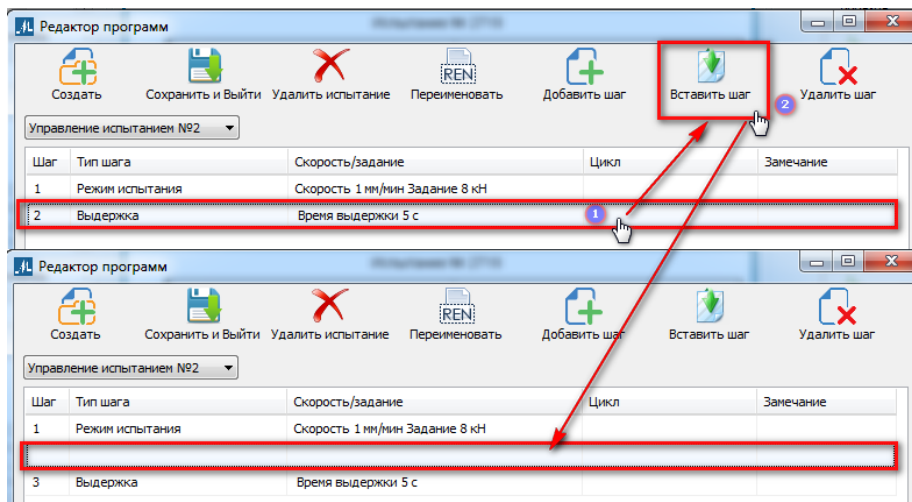 Редактор программ
Создать Сохранить и Выйти Удалить испытание Переименовать Добавить шаг Вставить шаг Удалить шаг
REN
2
Управление испытанием №2
Шаг Тип шага Скорость/задание Цикл Замечание
1 Режим испытания Скорость 1 мм/мин Задание 8 кН
2 Выдержка Время выдержки 5 с 1
Редактор программ
REN
Создать Сохранить и Выйти Удалить испытание Переименовать Добавить шаг Вставить шаг Удалить шаг
Управление испытанием №2
Шаг Тип шага Скорость/задание Цикл Замечание
1 Режим испытания Скорость 1 мм/мин Задание 8 кН
3 Выдержка Время выдержки 5 с